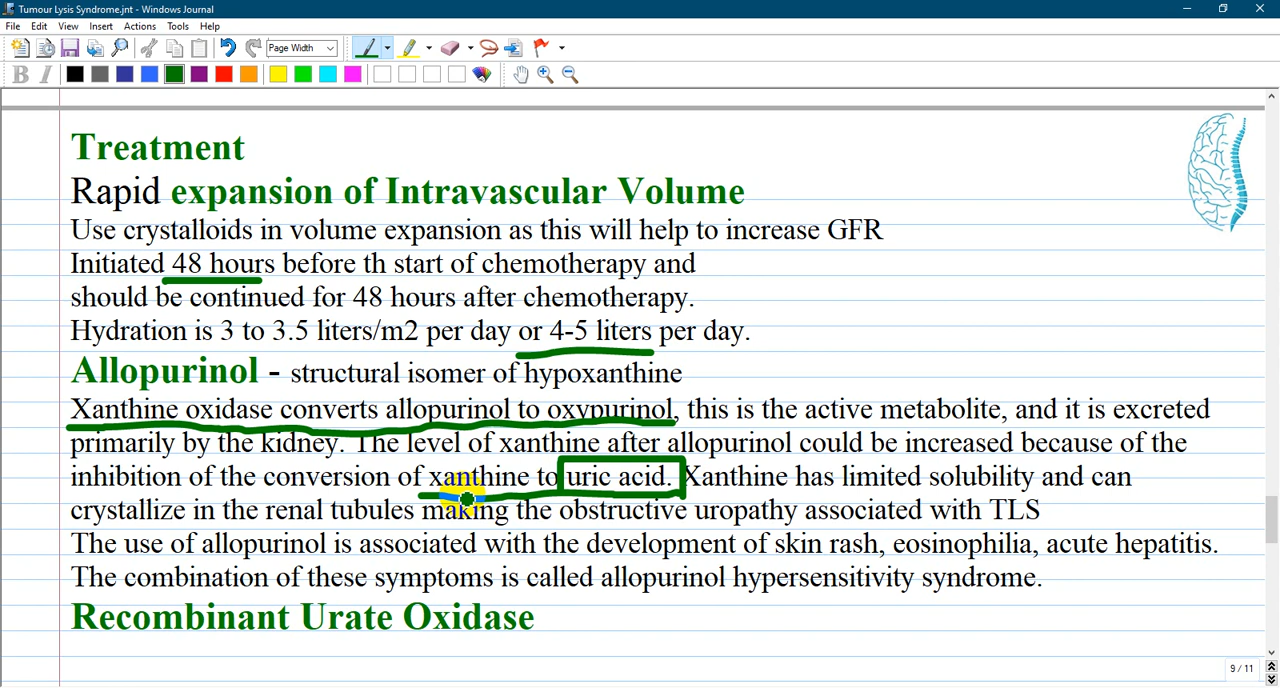 Tumour Lysis Syndrome.jnt - Windows Journal
File Edit View Insert Actions Tools Help
Page Width
B I
Treatment
Rapid expansion of Intravascular Volume
Use crystalloids in volume expansion as this will help to increase GFR
Initiated 48 hours before th start of chemotherapy and
should be continued for 48 hours after chemotherapy.
Hydration is 3 to 3.5 liters/m2 per day or 4-5 liters per day.
Allopurinol - structural isomer of hypoxanthine
Xanthine oxidase converts allopurinol to oxypurinol, this is the active metabolite, and it is excreted
primarily by the kidney. The level of xanthine after allopurinol could be increased because of the
inhibition of the conversion of xanthine to uric acid. Xanthine has limited solubility and can
crystallize in the renal tubules making the obstructive uropathy associated with TLS
The use of allopurinol is associated with the development of skin rash, eosinophilia, acute hepatitis.
The combination of these symptoms is called allopurinol hypersensitivity syndrome.
Recombinant Urate Oxidase
9 / 11